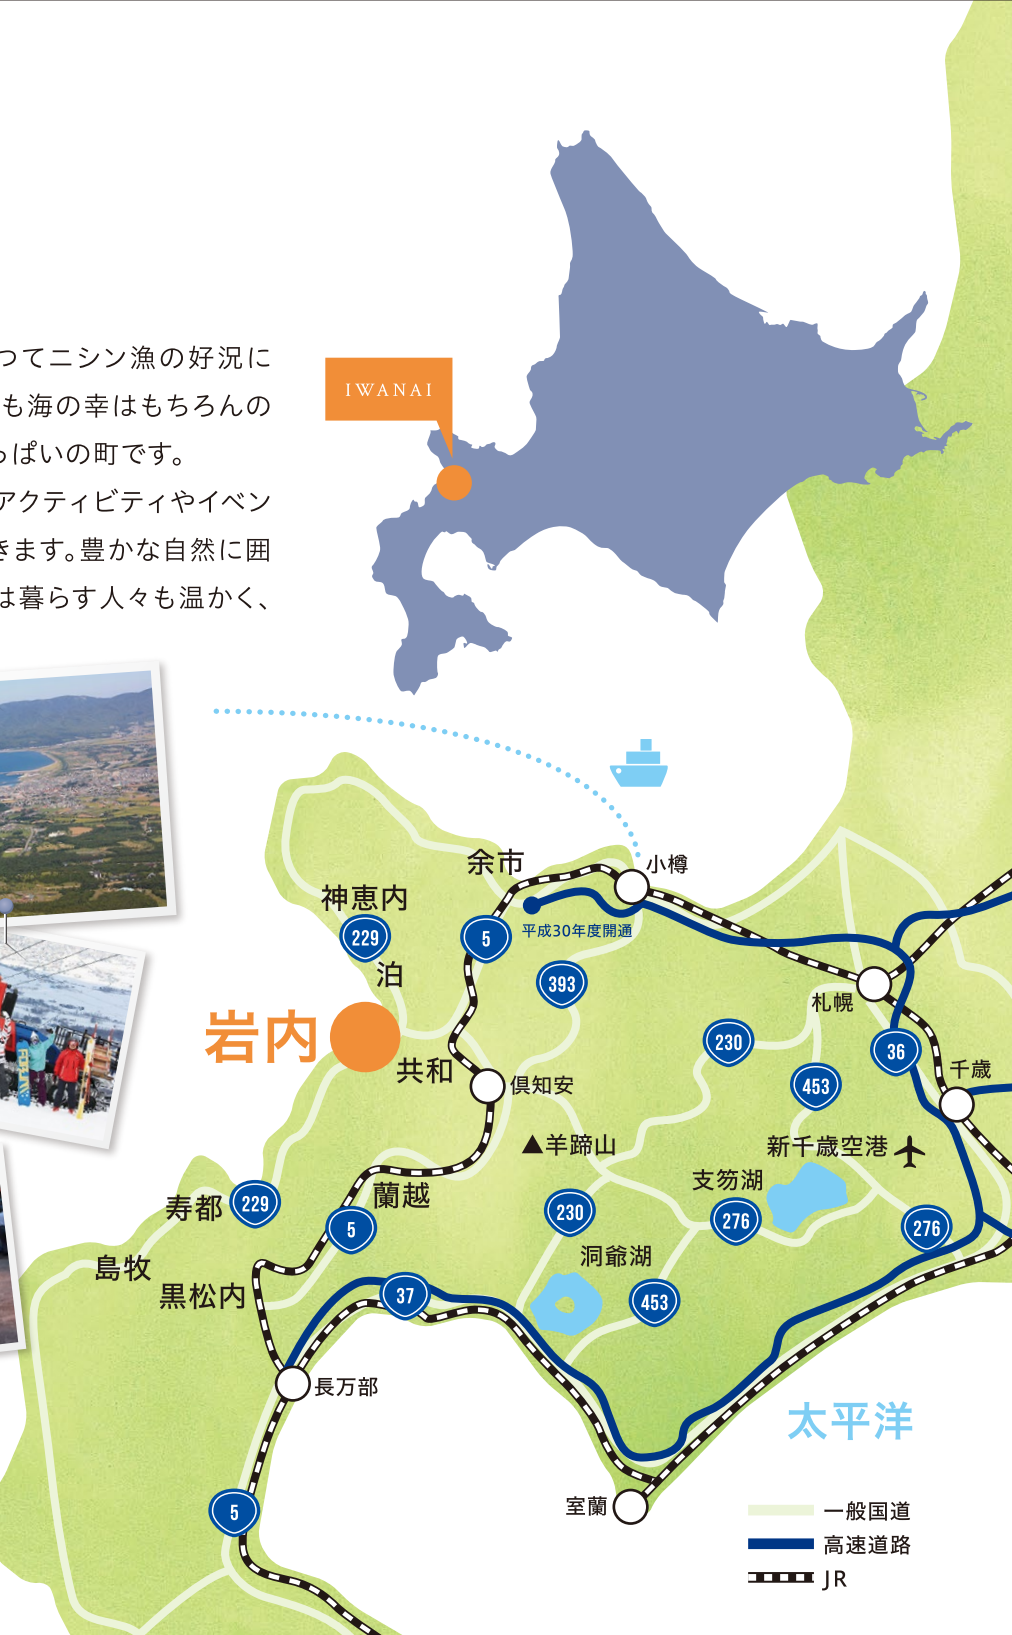 つてニシン漁の好況に
も海の幸はもちろんの
ぱいの町です。
アクティビティやイベン
きます。豊かな自然に囲
は暮らす人々も温かく、
IWANAI
小樽
余市
神恵内
229
5
平成30年度開通
泊
393
札幌
岩内
230
36
共和
倶知安
453
千歳
▲羊蹄山
新千歳空港
支笏湖
寿都
229
蘭越
5
230
276
276
洞爺湖
島牧
黒松内
37
453
長万部
太平洋
5
室蘭
一般国道
高速道路
JR